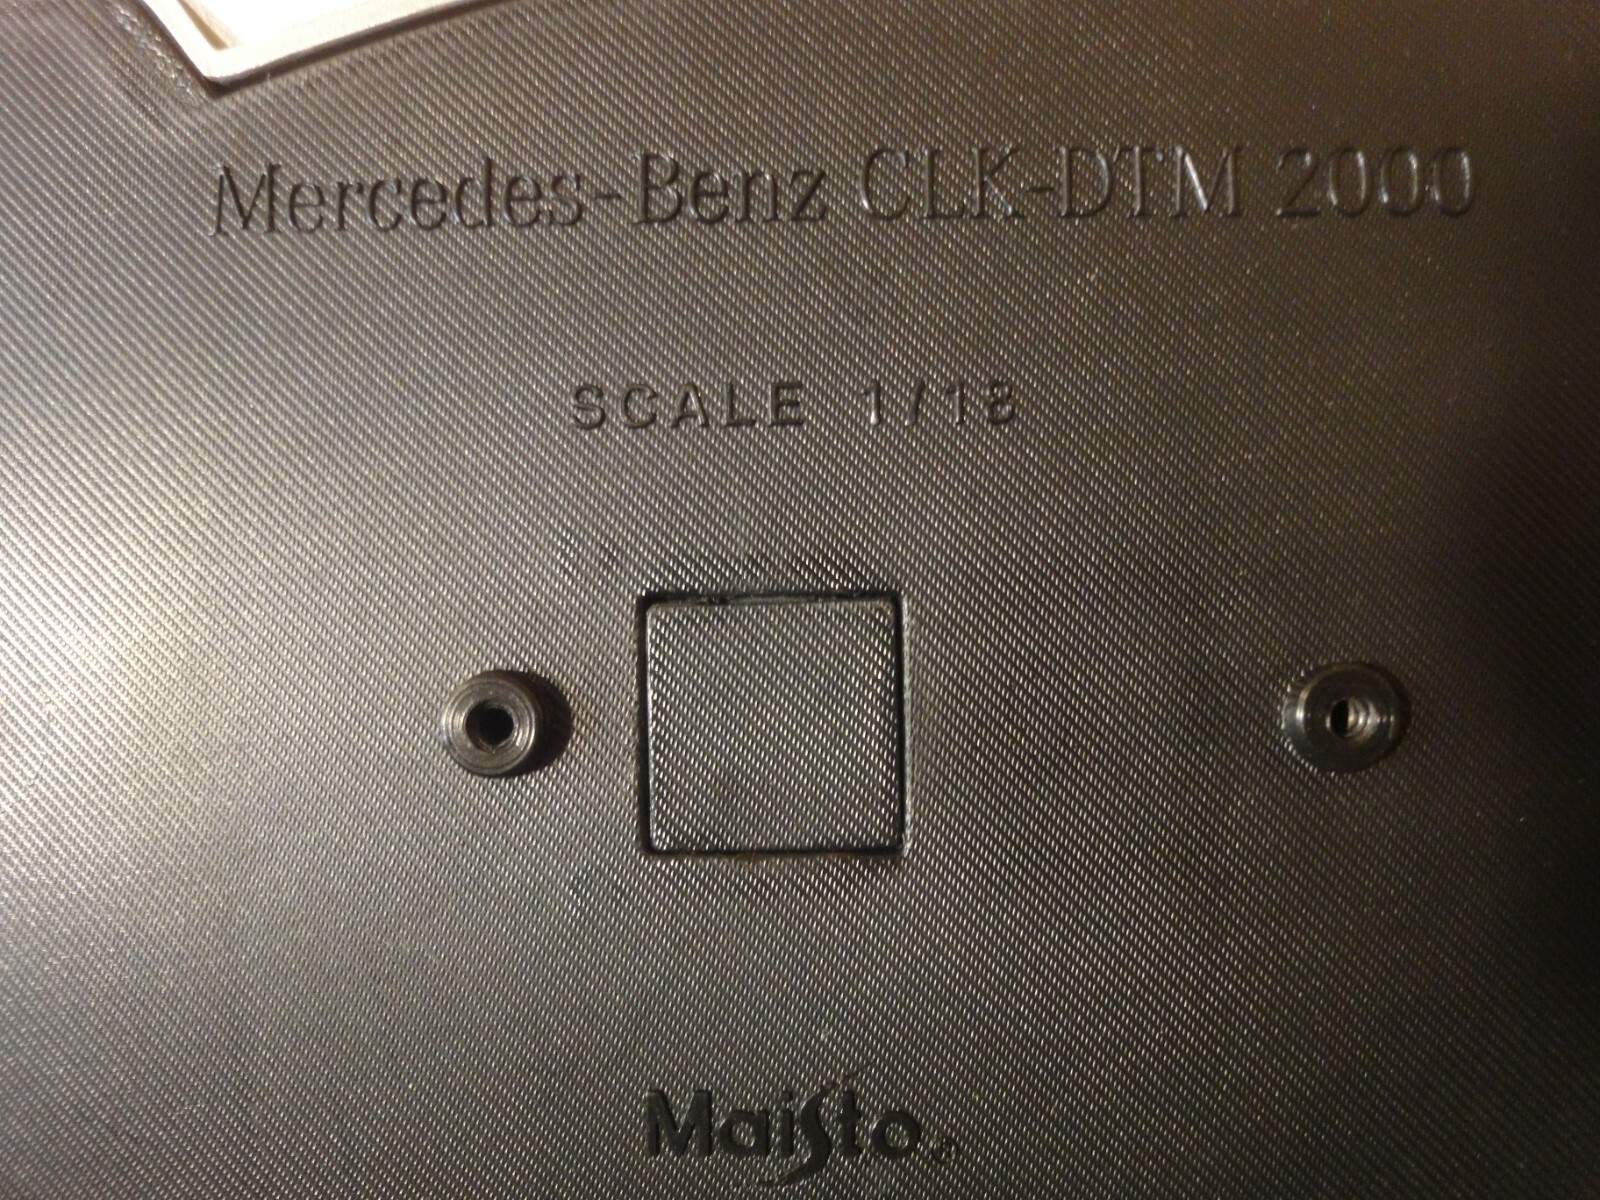 Mercedes-Benz CLK-DTM 2000
SCALE 1/18
Maisto®